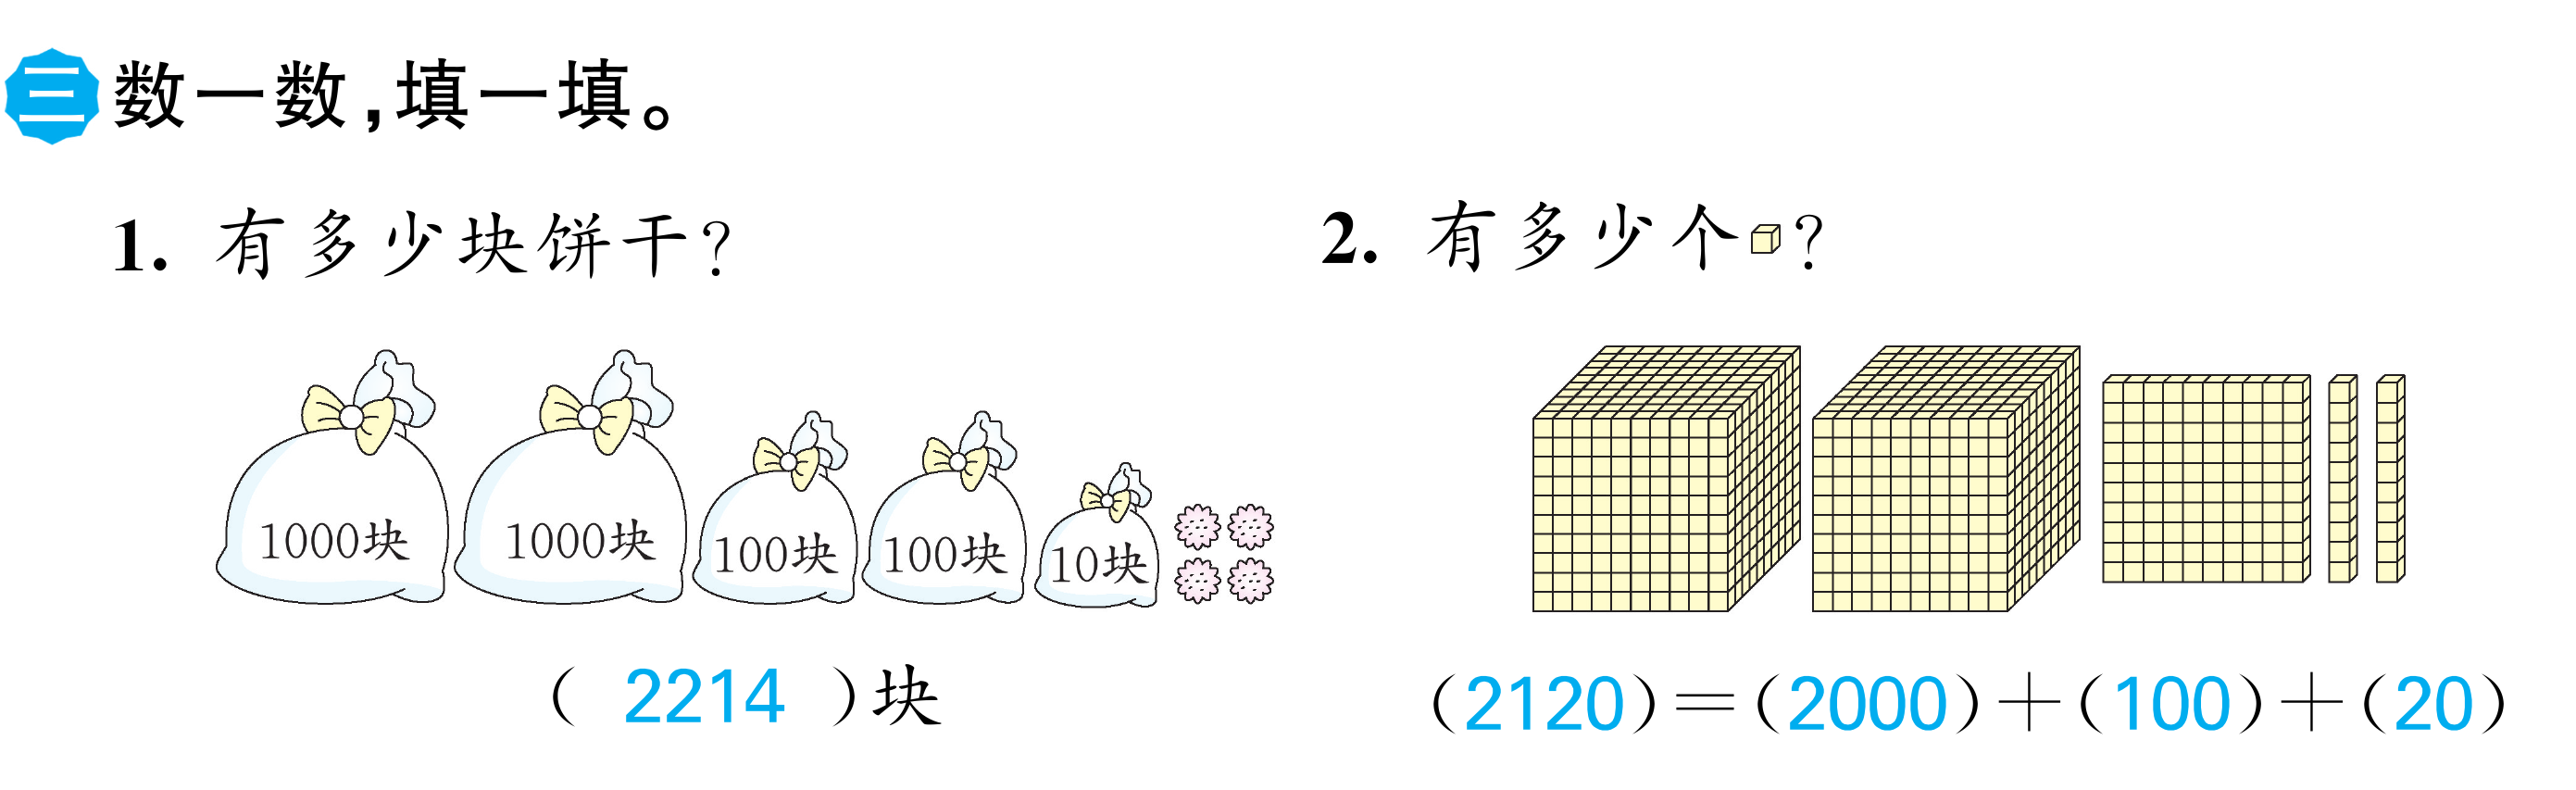 三 数一数,填一填。
1. 有多少块饼干?
1000块 1000块 100块 100块 10块
( 2214 )块
2. 有多少个?
(2120)=(2000)+(100)+(20)